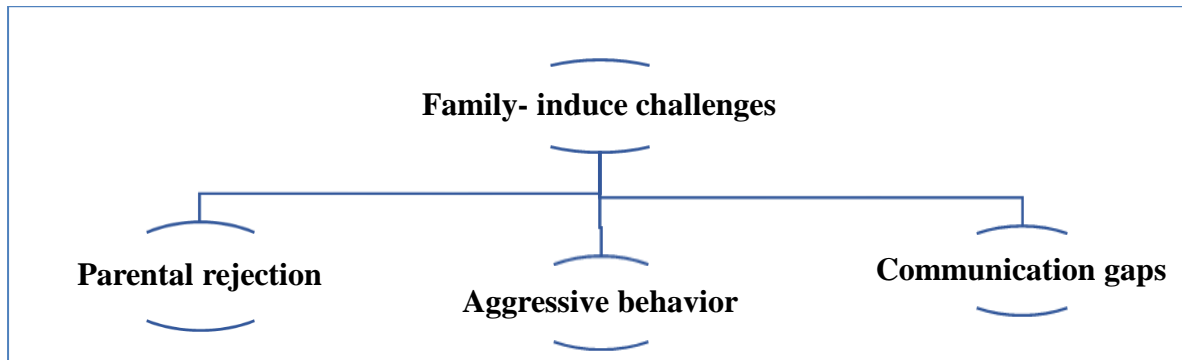 Family- induce challenges
Parental rejection
Aggressive behavior
Communication gaps